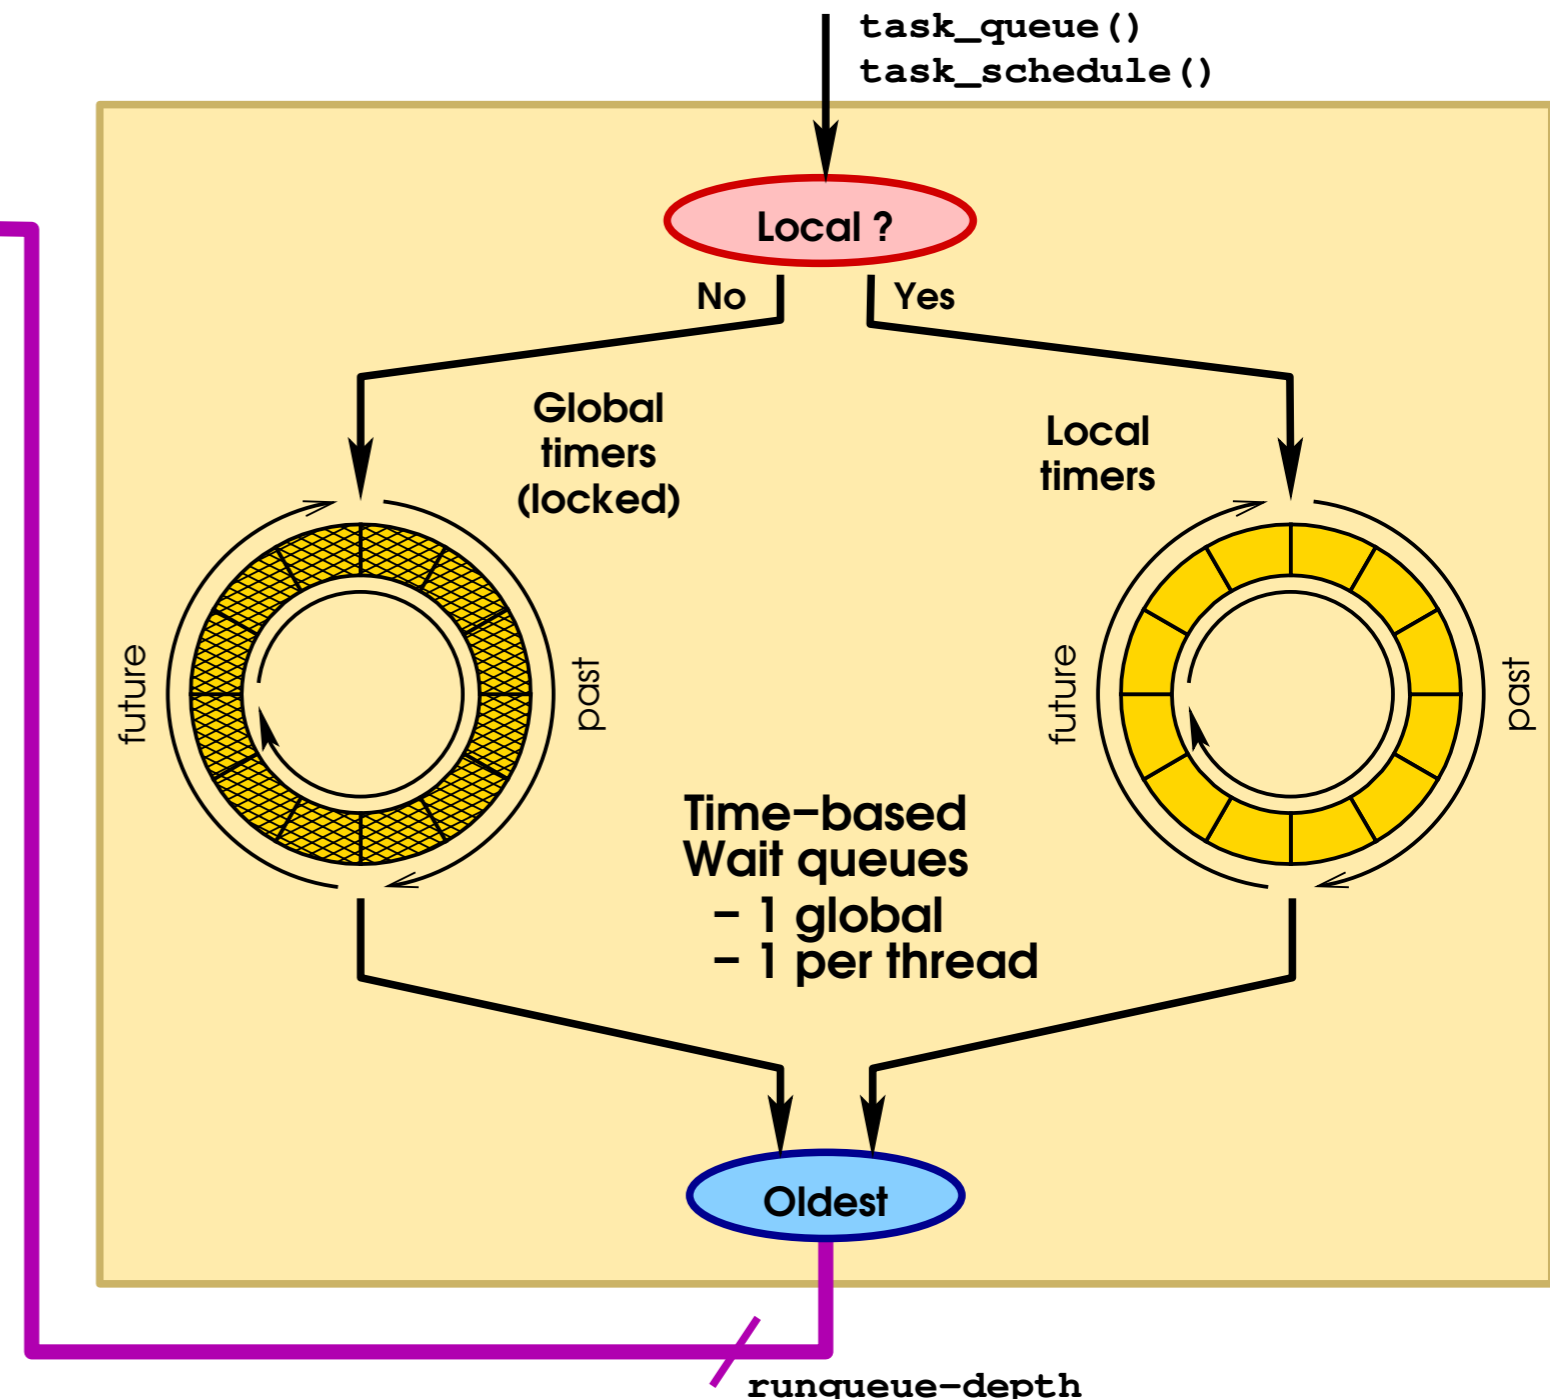 task_queue()
task_schedule()
Local ?
No
Yes
Global
timers
(locked)
Local
timers
future
past
future
past
Time-based
Wait queues
- 1 global
- 1 per thread
Oldest
runqueue-depth